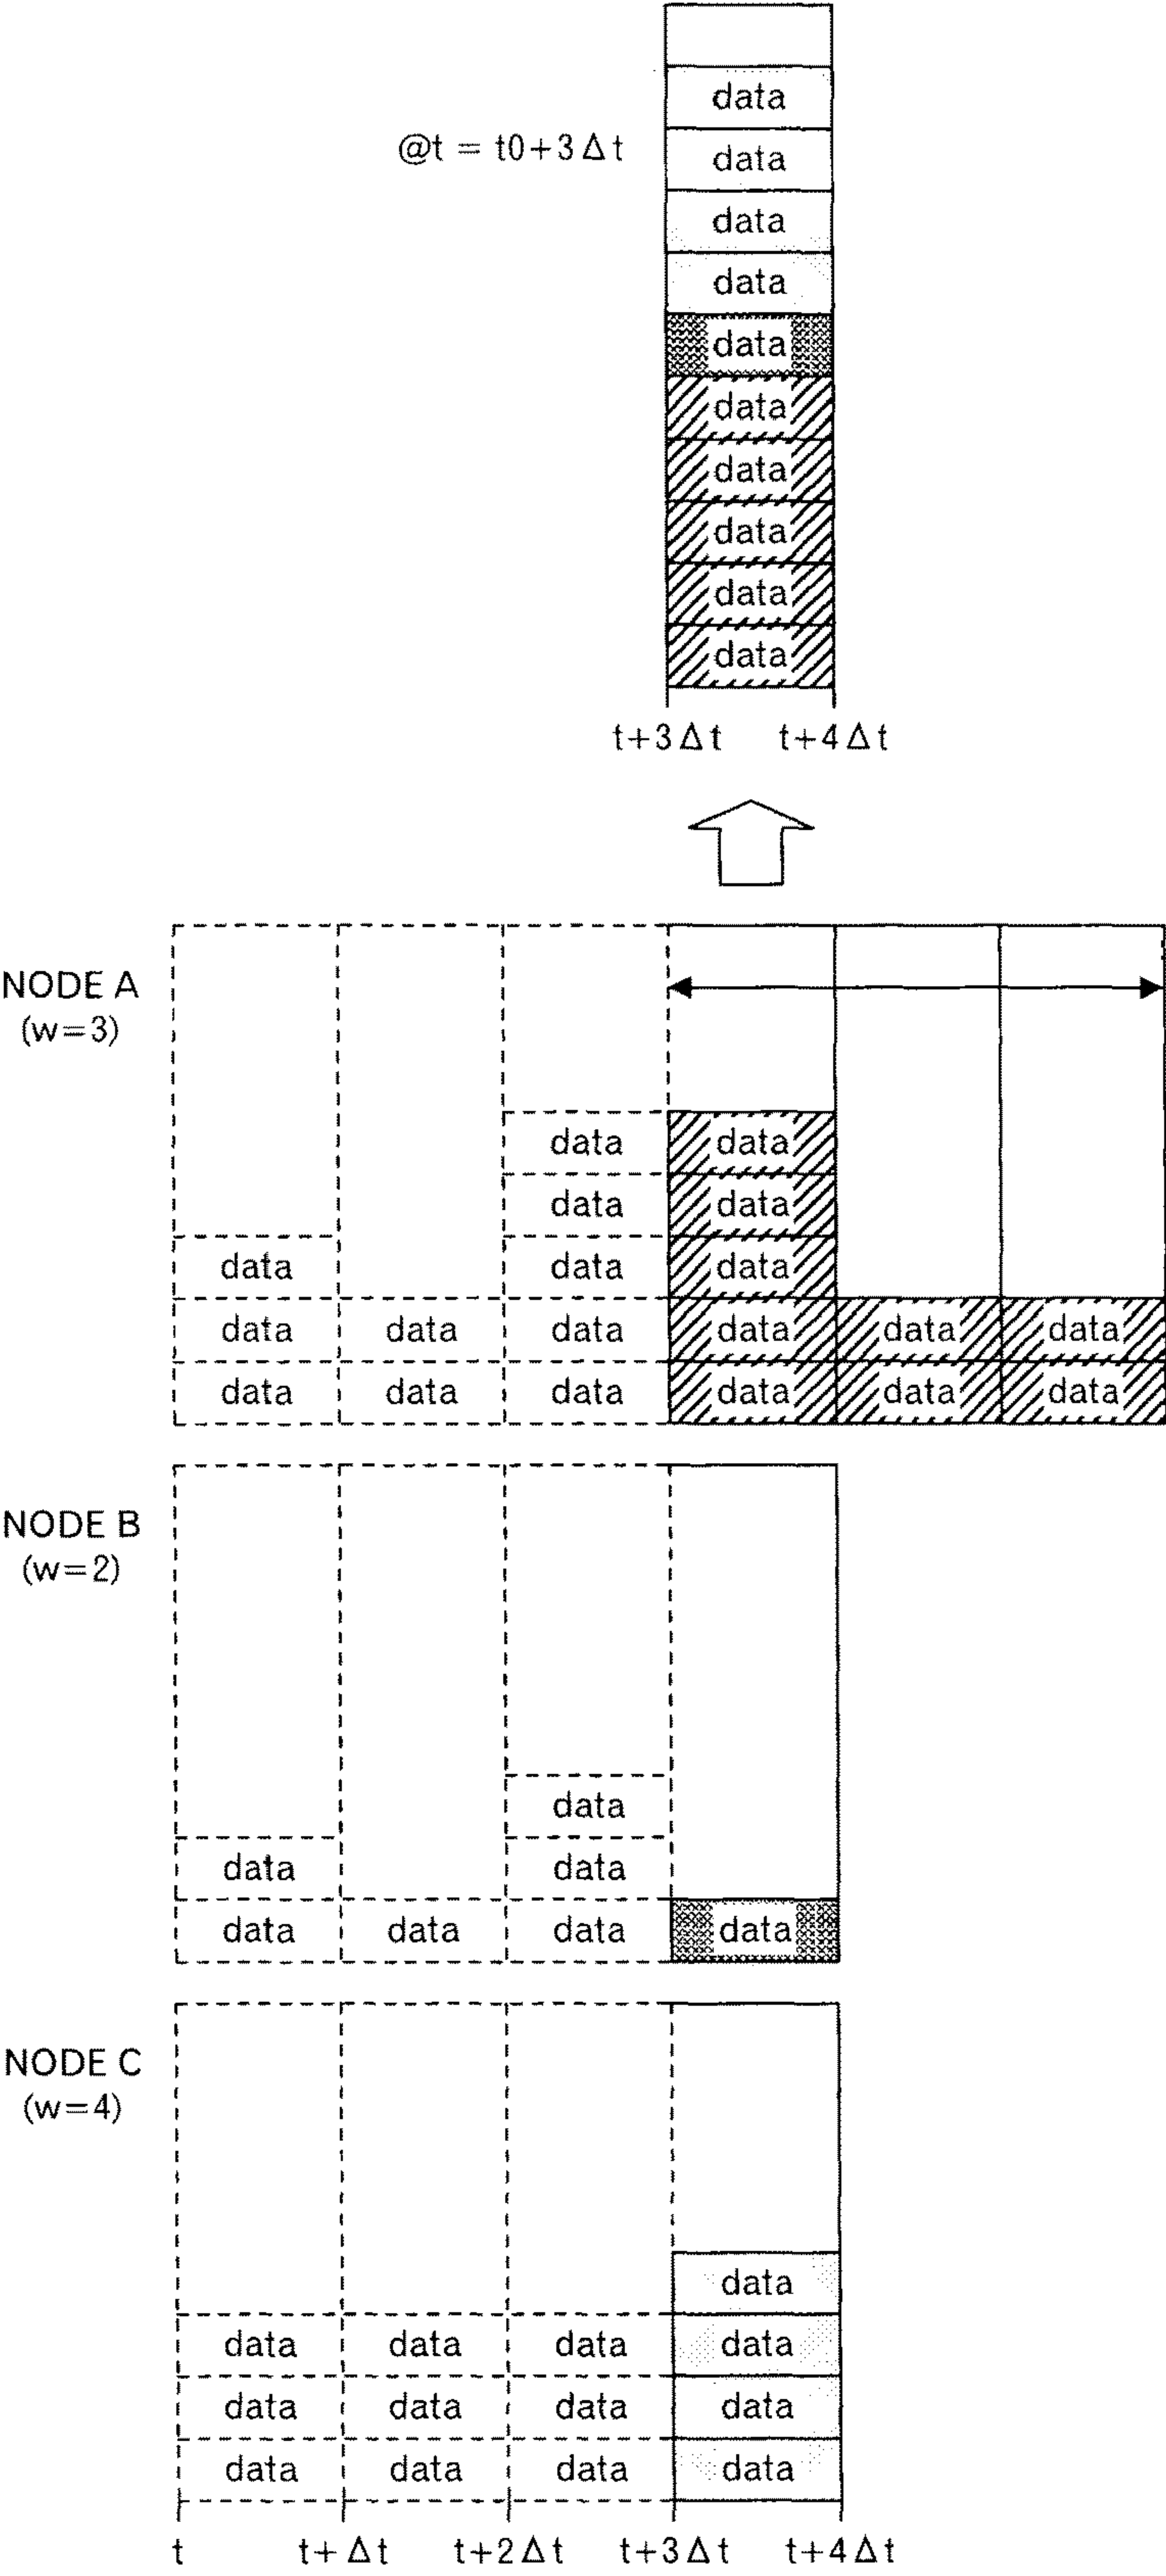 data
data
@t = t0+3Δt
data
data
data
data
data
data
data
data
t+3Δt t+4Δt
NODE A
(w=3)
data data
data data
data data data
data data data data data data
data data data data data data
NODE B
(w=2)
data
data data
data data data data
NODE C
(w=4)
data
data data data data
data data data data
data data data data
t t+Δt t+2Δt t+3Δt t+4Δt